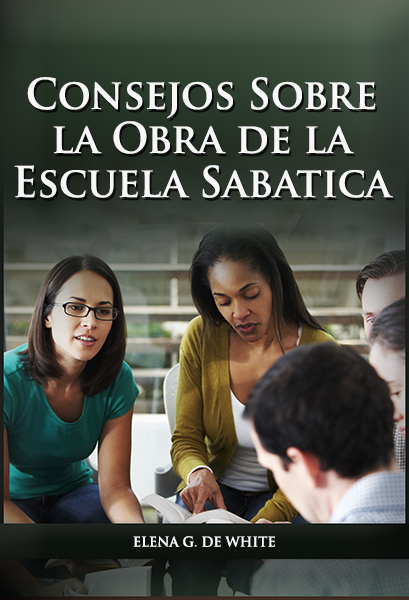 Consejos Sobre
la Obra de la
Escuela Sabatica
ELENA G. DE WHITE